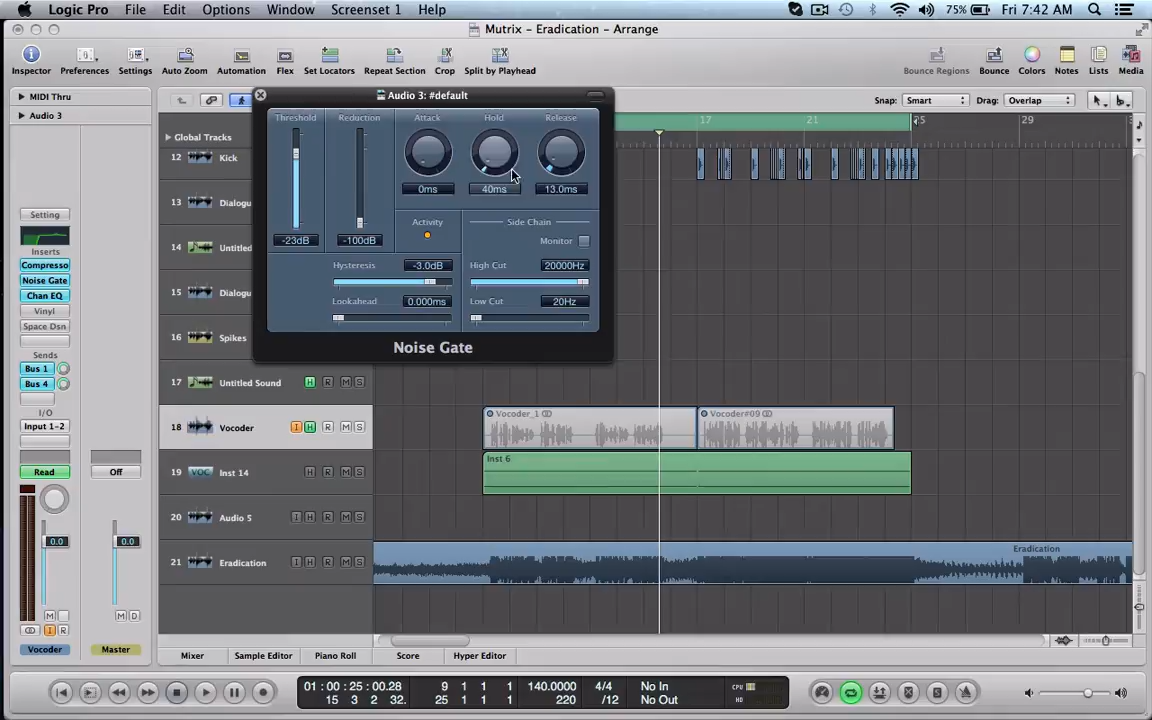 Logic Pro File Edit Options Window Screenset 1 Help 75% Fri 7:42 AM
Mutrix - Eradication - Arrange
Inspector Preferences Settings Auto Zoom Automation Flex Set Locators Repeat Section Crop Split by Playhead Bounce Regions Bounce Colors Notes Lists Media
MIDI Thru
Audio 3
Snap: Smart Drag: Overlap
Audio 3: #default
Threshold Reduction Attack Hold Release
0ms 40ms 13.0ms
-23dB -100dB
Activity
Side Chain
Monitor
Hysteresis -3.0dB High Cut 20000Hz
Lookahead 0.000ms Low Cut 20Hz
Noise Gate
17 21 25 29
Global Tracks
12 Kick
13 Dialogu
14 Untitled
15 Dialogu
16 Spikes
17 Untitled Sound H R M S
18 Vocoder I H R M S
Vocoder_1 Vocoder#09
19 VOC Inst 14 H R M S
Inst 6
20 Audio 5 I H R M S
21 Eradication I H R M S
Eradication
Setting
Inserts
Compresso
Noise Gate
Chan EQ
Vinyl
Space Dsn
Sends
Bus 1
Bus 4
I/O
Input 1-2
Read Off
0.0 0.0
M M D
I R
Vocoder Master
Mixer Sample Editor Piano Roll Score Hyper Editor
01 : 00 : 25 : 00.28 9 1 1 1 140.0000 4/4 No In CPU
15 3 2 32. 25 1 1 1 220 /12 No Out HD